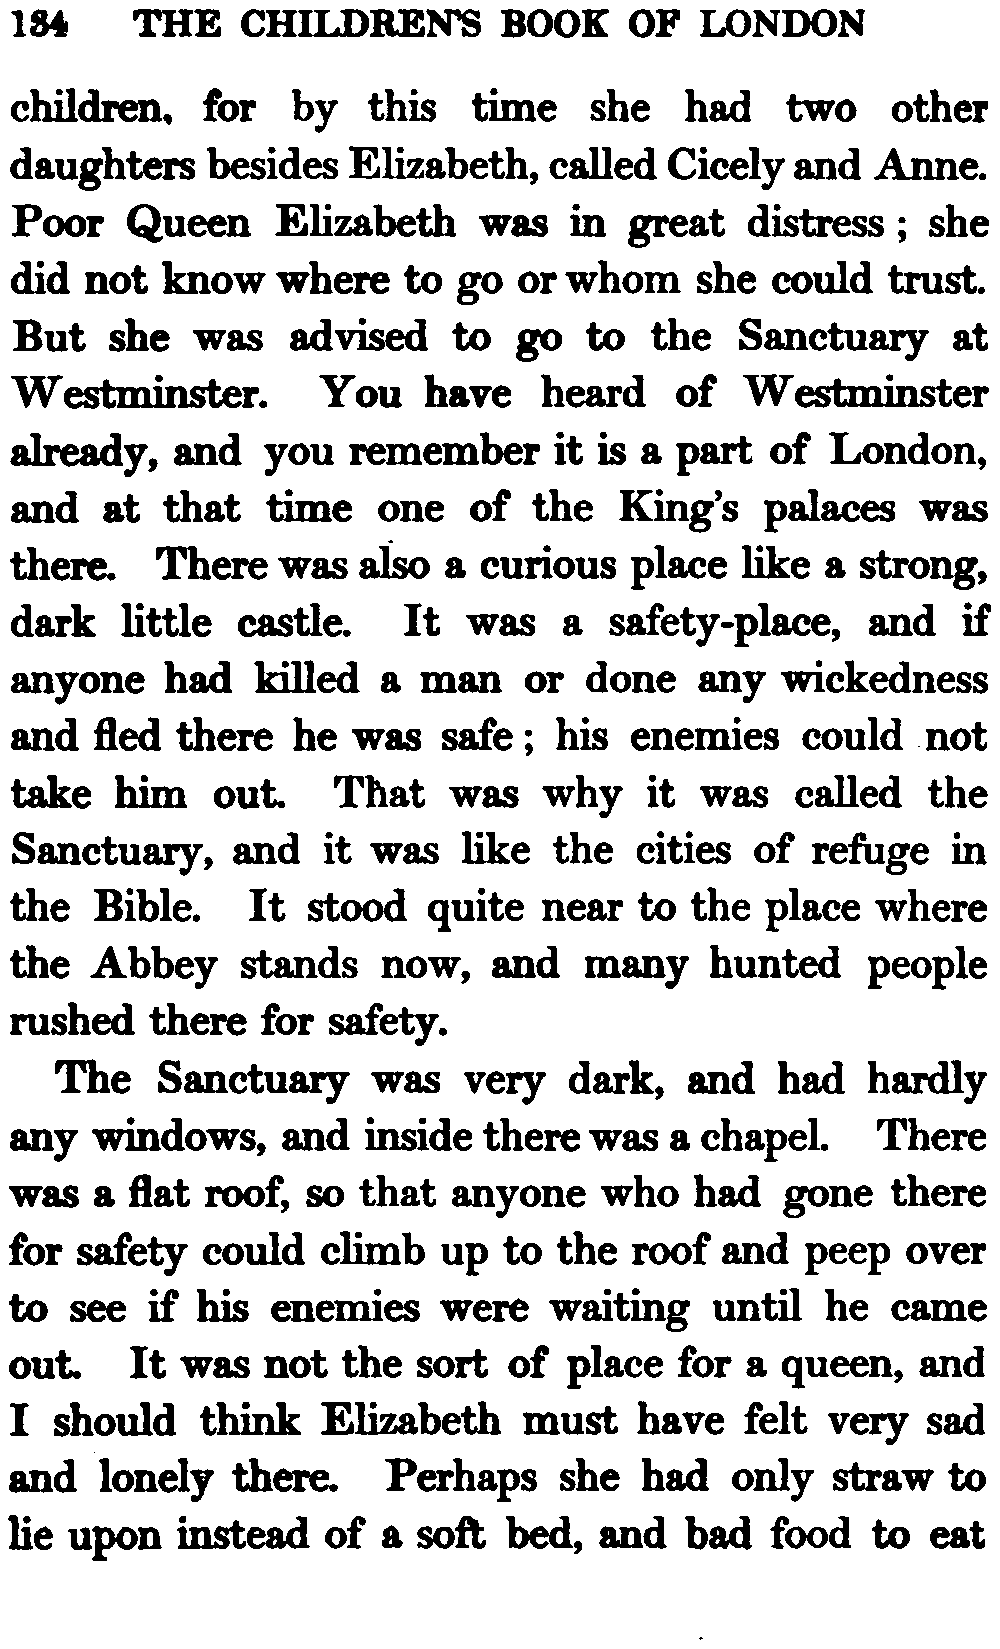 184 THE CHILDREN'S BOOK OF LONDON
children, for by this time she had two other
daughters besides Elizabeth, called Cicely and Anne.
Poor Queen Elizabeth was in great distress ; she
did not know where to go or whom she could trust.
But she was advised to go to the Sanctuary at
Westminster. You have heard of Westminster
already, and you remember it is a part of London,
and at that time one of the King's palaces was
there. There was also a curious place like a strong,
dark little castle. It was a safety-place, and if
anyone had killed a man or done any wickedness
and fled there he was safe ; his enemies could not
take him out. That was why it was called the
Sanctuary, and it was like the cities of refuge in
the Bible. It stood quite near to the place where
the Abbey stands now, and many hunted people
rushed there for safety.
The Sanctuary was very dark, and had hardly
any windows, and inside there was a chapel. There
was a flat roof, so that anyone who had gone there
for safety could climb up to the roof and peep over
to see if his enemies were waiting until he came
out. It was not the sort of place for a queen, and
I should think Elizabeth must have felt very sad
and lonely there. Perhaps she had only straw to
lie upon instead of a soft bed, and bad food to eat